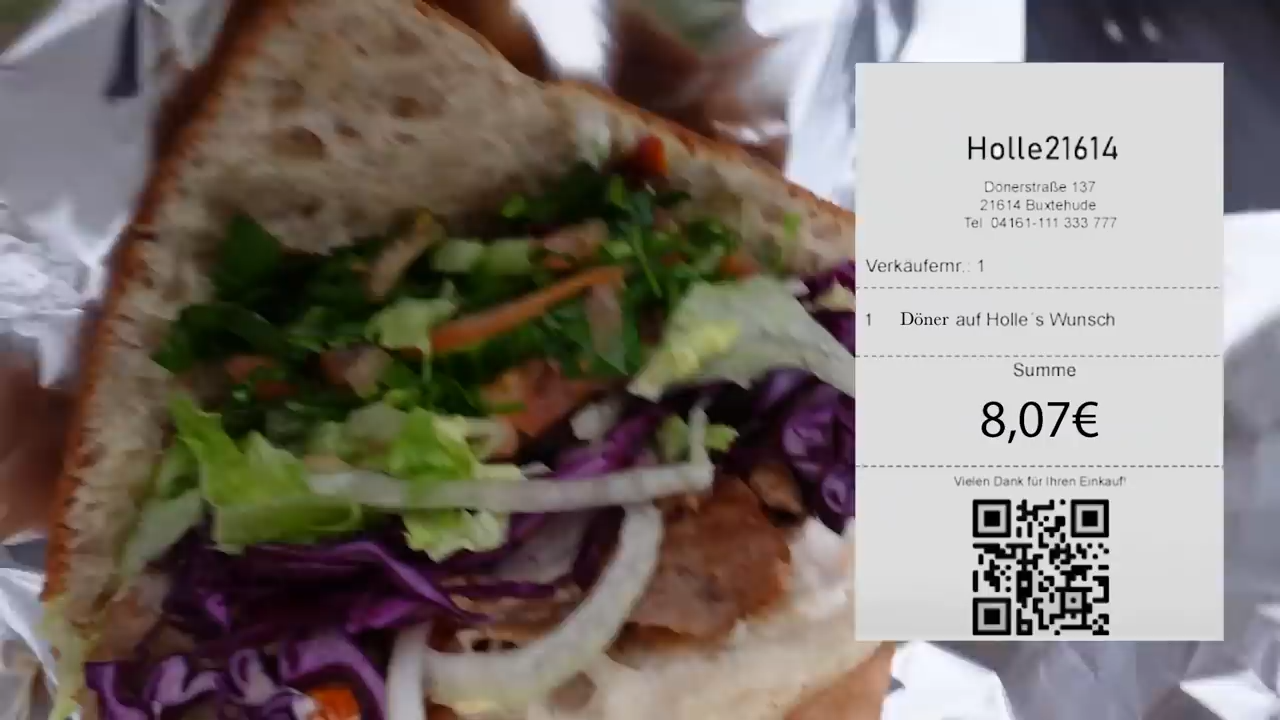 Holle21614
Dönerstraße 137
21614 Buxtehude
Tel 04161-111 333 777
Verkäufernr.: 1
1 Döner auf Holle´s Wunsch
Summe
8,07€
Vielen Dank für Ihren Einkauf!